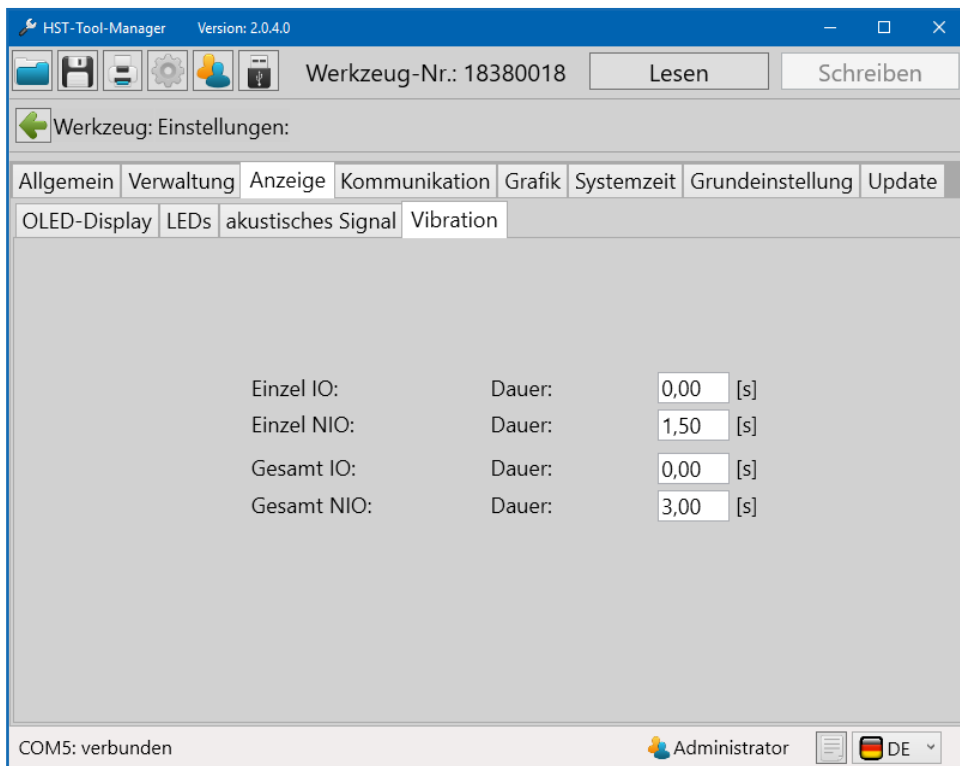 HST-Tool-Manager Version: 2.0.4.0
Werkzeug-Nr.: 18380018 Lesen Schreiben
Werkzeug: Einstellungen:
Allgemein Verwaltung Anzeige Kommunikation Grafik Systemzeit Grundeinstellung Update
OLED-Display LEDs akustisches Signal Vibration
Einzel IO: Dauer: 0,00 [s]
Einzel NIO: Dauer: 1,50 [s]
Gesamt IO: Dauer: 0,00 [s]
Gesamt NIO: Dauer: 3,00 [s]
COM5: verbunden Administrator DE